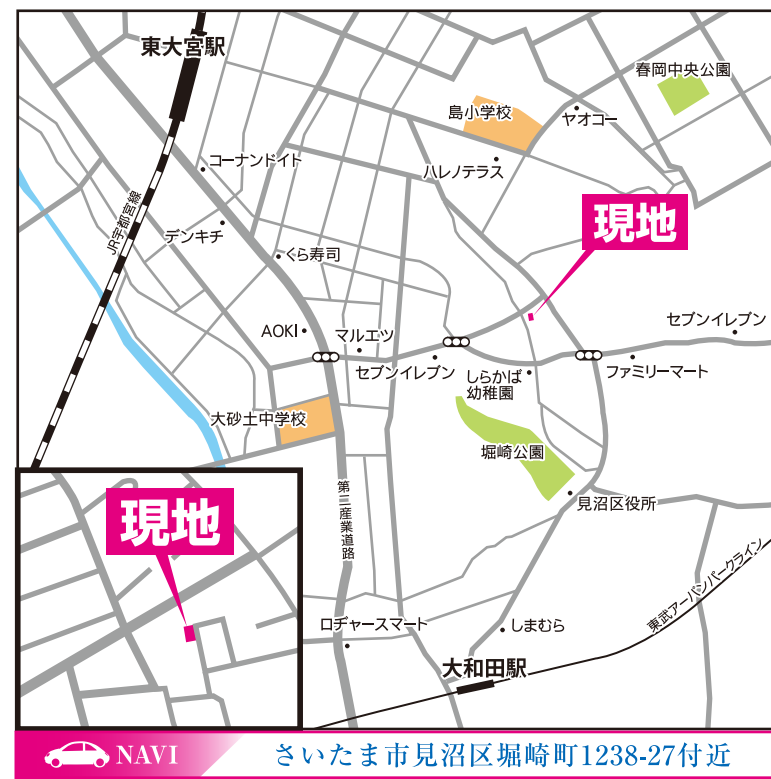 東大宮駅
春岡中央公園
島小学校
ヤオコー
コーナンドイト
ハレノテラス
JR宇都宮線
デンキチ
現地
くら寿司
セブンイレブン
AOKI
マルエツ
セブンイレブン
しらかば
幼稚園
ファミリーマート
大砂土中学校
堀崎公園
現地
第二産業道路
見沼区役所
東武アーバンパークライン
ロヂャースマート
しまむら
大和田駅
NAVI
さいたま市見沼区堀崎町1238-27付近